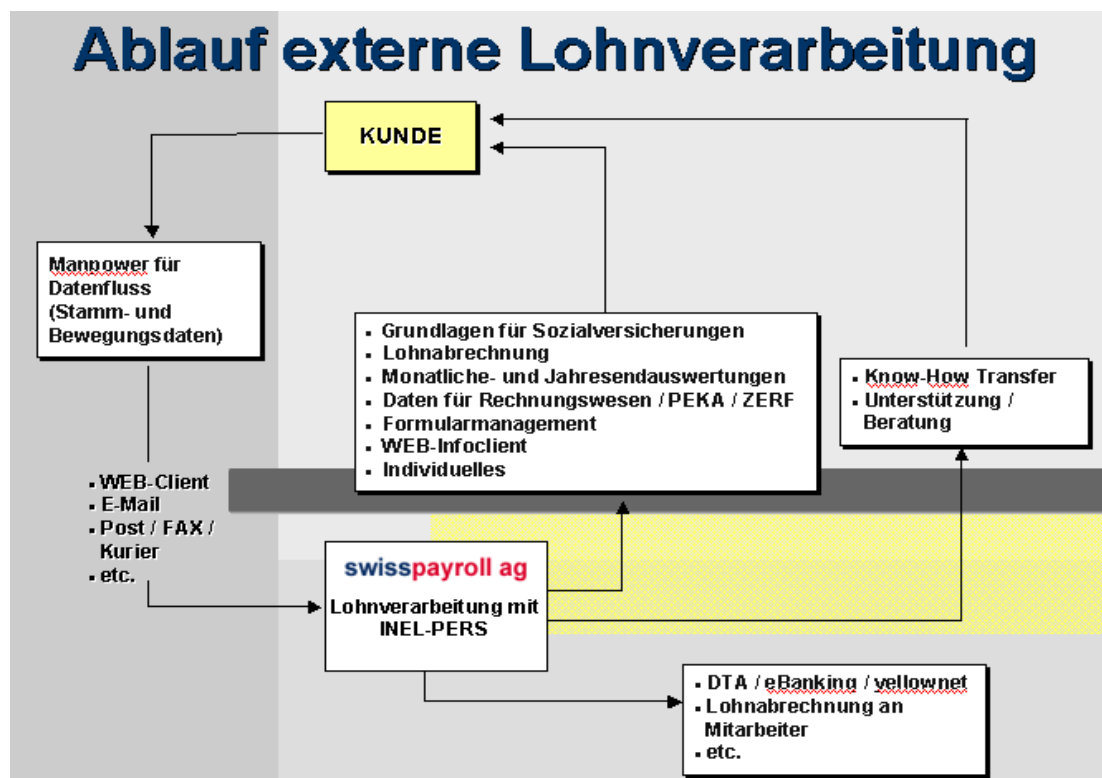 Ablauf externe Lohnverarbeitung
KUNDE
Manpower für
Datenfluss
(Stamm- und
Bewegungsdaten)
▪ Grundlagen für Sozialversicherungen
▪ Lohnabrechnung
▪ Monatliche- und Jahresendauswertungen
▪ Daten für Rechnungswesen / PEKA / ZERF
▪ Formularmanagement
▪ WEB-Infoclient
▪ Individuelles
▪ Know-How Transfer
▪ Unterstützung /
Beratung
▪ WEB-Client
▪ E-Mail
▪ Post / FAX /
Kurier
▪ etc.
swisspayroll ag
Lohnverarbeitung mit
INEL-PERS
▪ DTA / eBanking / yellownet
▪ Lohnabrechnung an
Mitarbeiter
▪ etc.